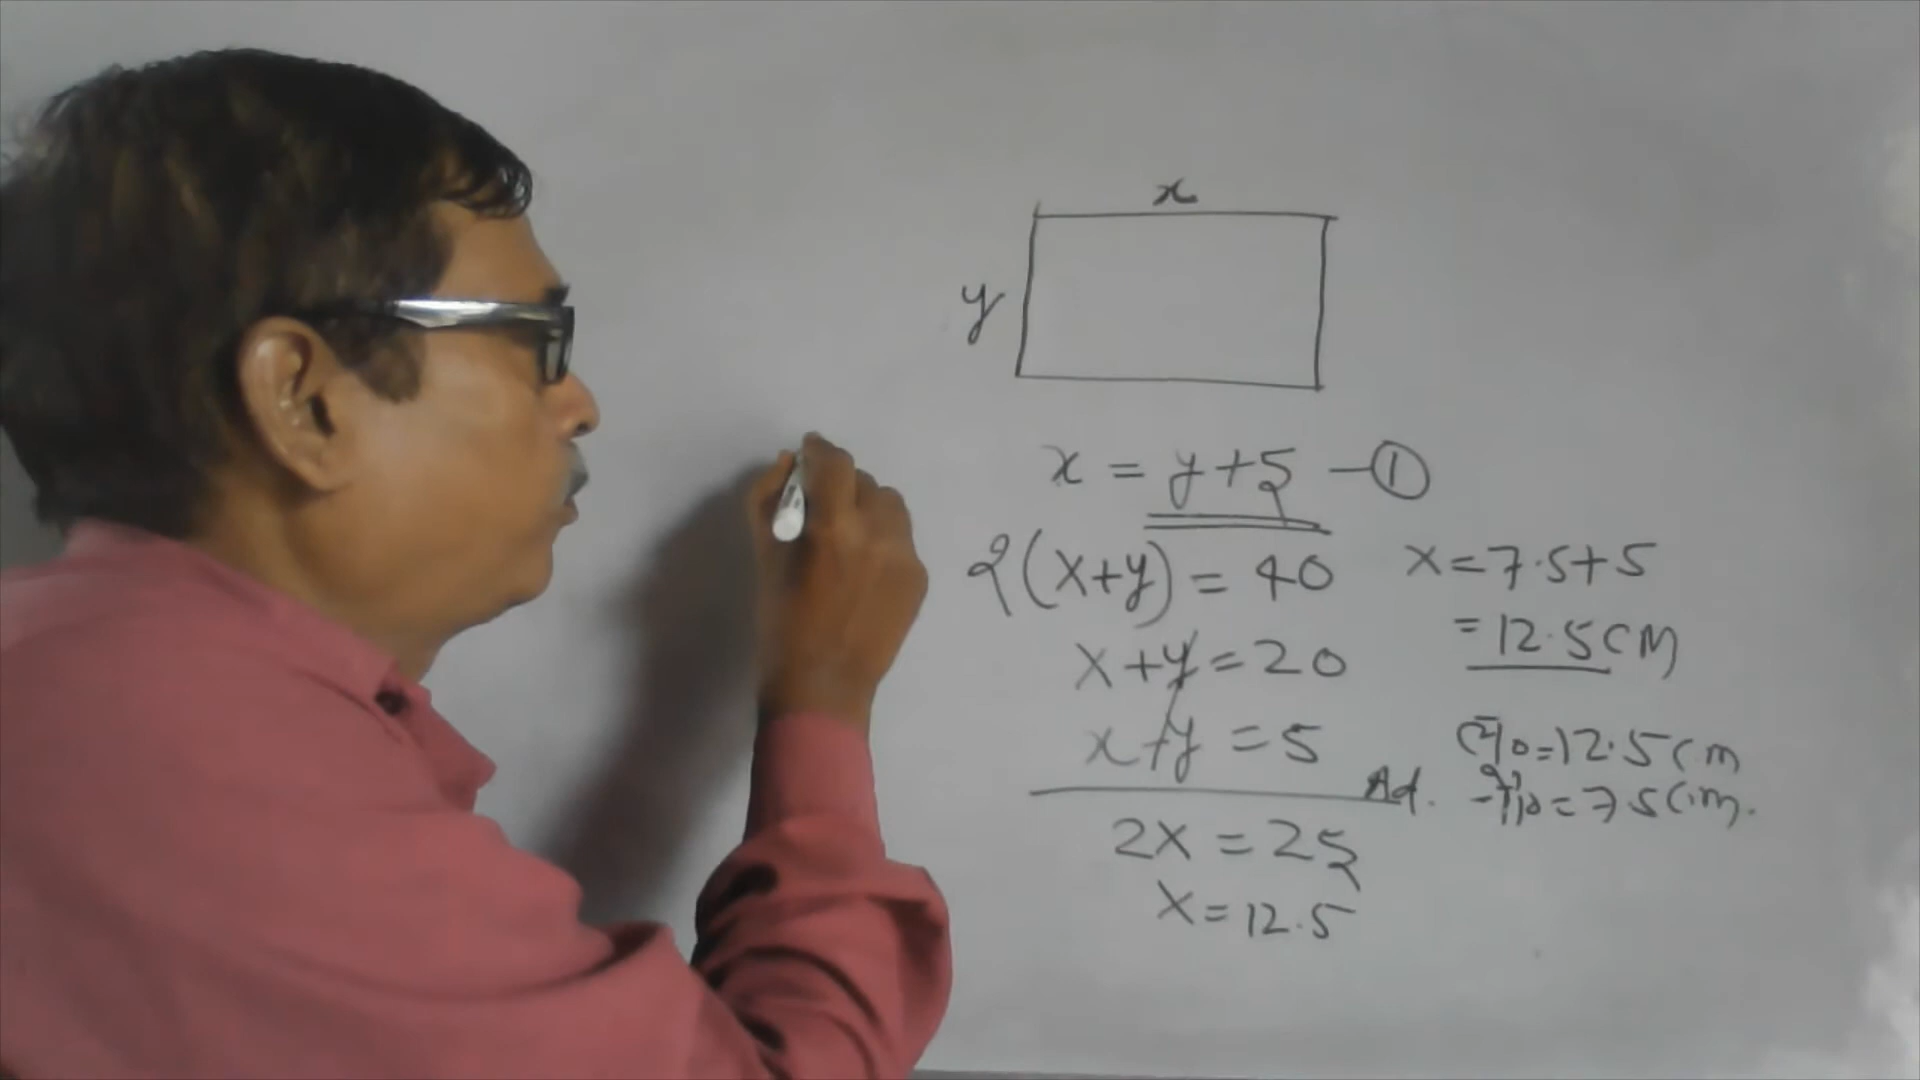 x
y
x = y+5 —①
2(x+y) = 40
x+y = 20
x-y = 5
Ad.
2x = 25
x = 12.5
x = 7.5+5
= 12.5 CM
=12.5 cm
= 7.5 cm.